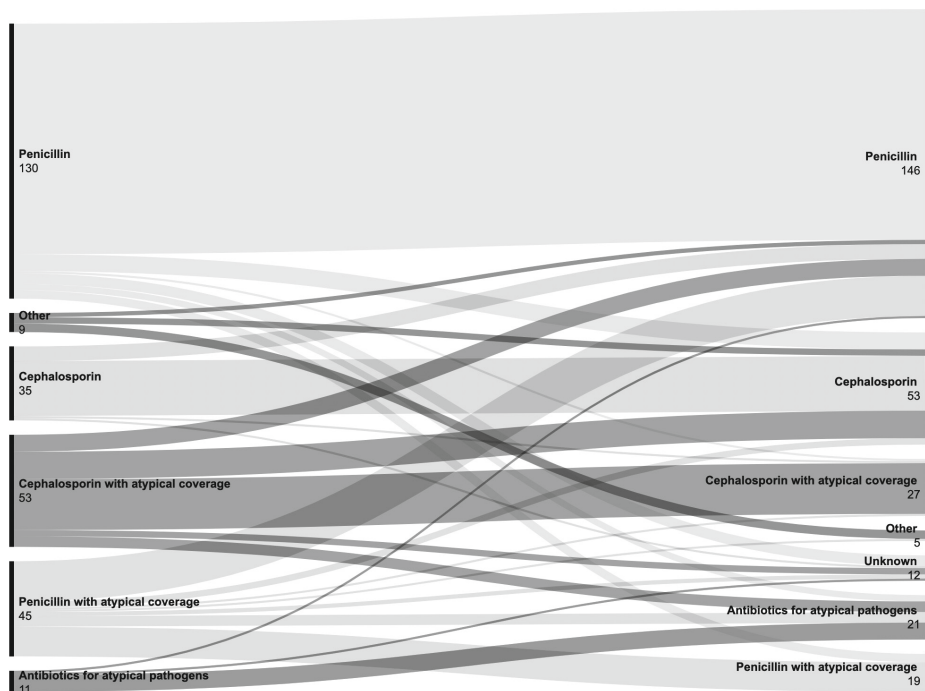 Penicillin
130
Other
9
Cephalosporin
35
Cephalosporin with atypical coverage
53
Penicillin with atypical coverage
45
Antibiotics for atypical pathogens
11
Penicillin
146
Cephalosporin
53
Cephalosporin with atypical coverage
27
Other
5
Unknown
12
Antibiotics for atypical pathogens
21
Penicillin with atypical coverage
19